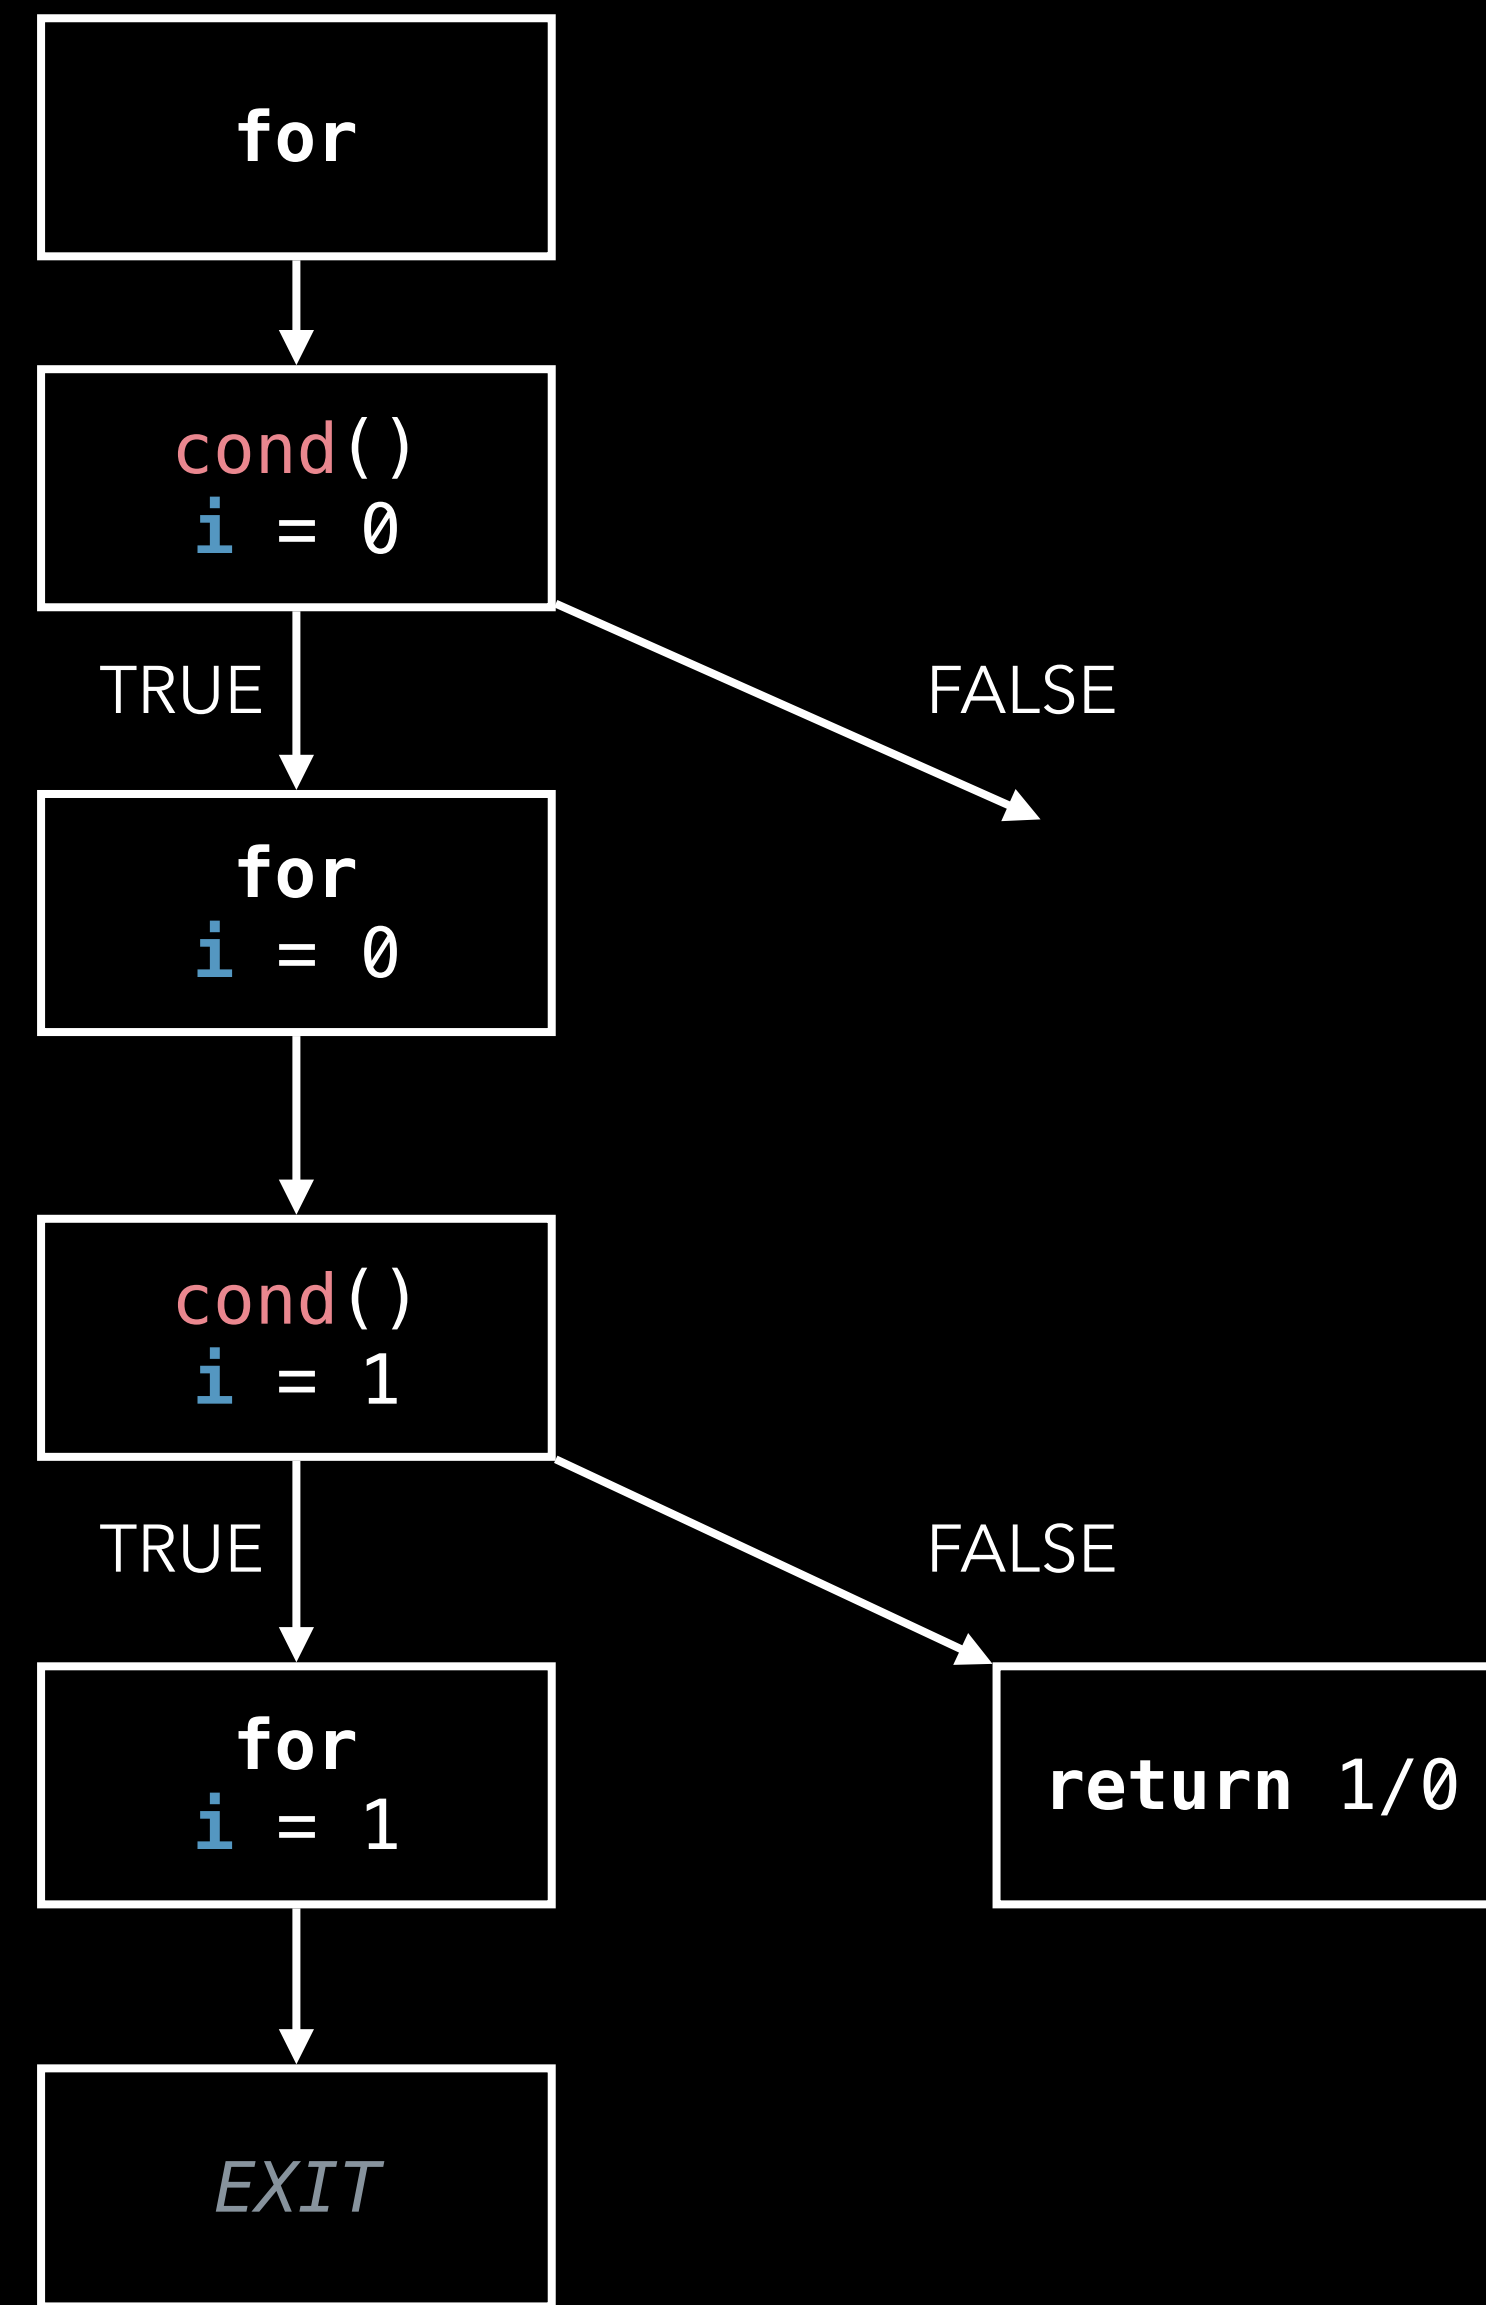 for
cond()
i = 0
TRUE
FALSE
for
i = 0
cond()
i = 1
TRUE
FALSE
for
i = 1
return 1/0
EXIT